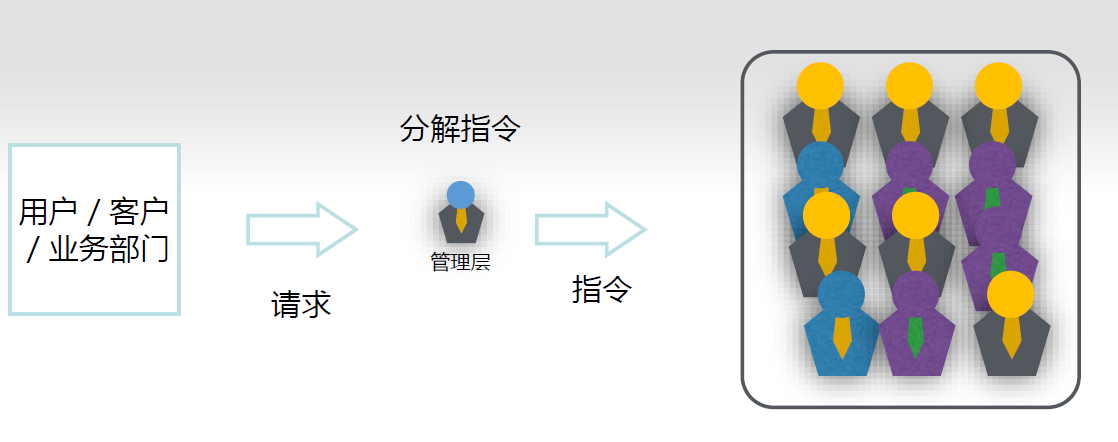 用户 / 客户
/ 业务部门
请求
分解指令
管理层
指令